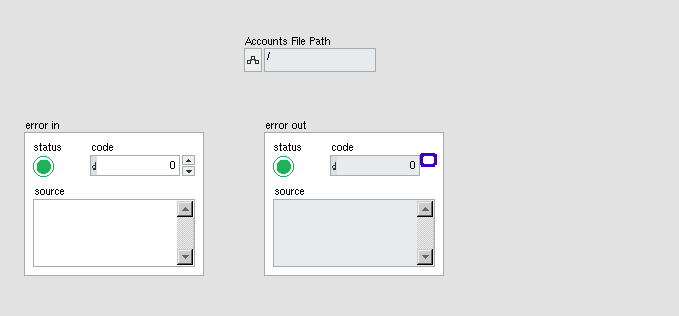 Accounts File Path
/
error in
status
code
d
0
source
error out
status
code
d
0
source